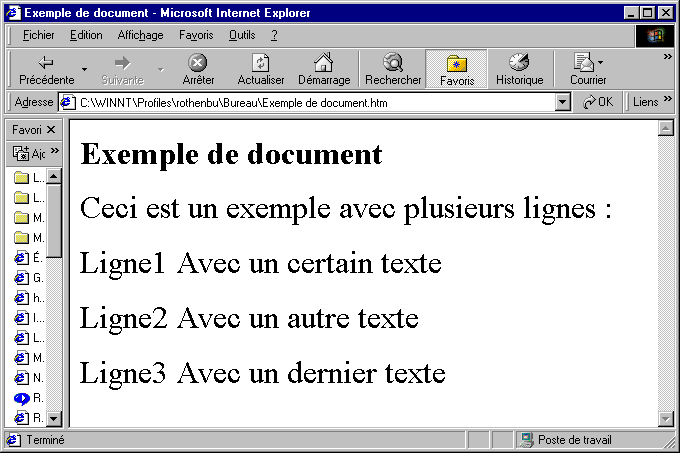 Exemple de document - Microsoft Internet Explorer
Fichier Edition Affichage Favoris Outils ?
Précédente Suivante Arrêter Actualiser Démarrage Rechercher Favoris Historique Courrier »
Adresse C:\WINNT\Profiles\rothenbu\Bureau\Exemple de document.htm OK Liens »
Favori ×
Ajo »
L...
L...
M...
M...
É...
G...
h...
I...
L...
M...
N...
R...
R...
Exemple de document
Ceci est un exemple avec plusieurs lignes :
Ligne1 Avec un certain texte
Ligne2 Avec un autre texte
Ligne3 Avec un dernier texte
Terminé Poste de travail